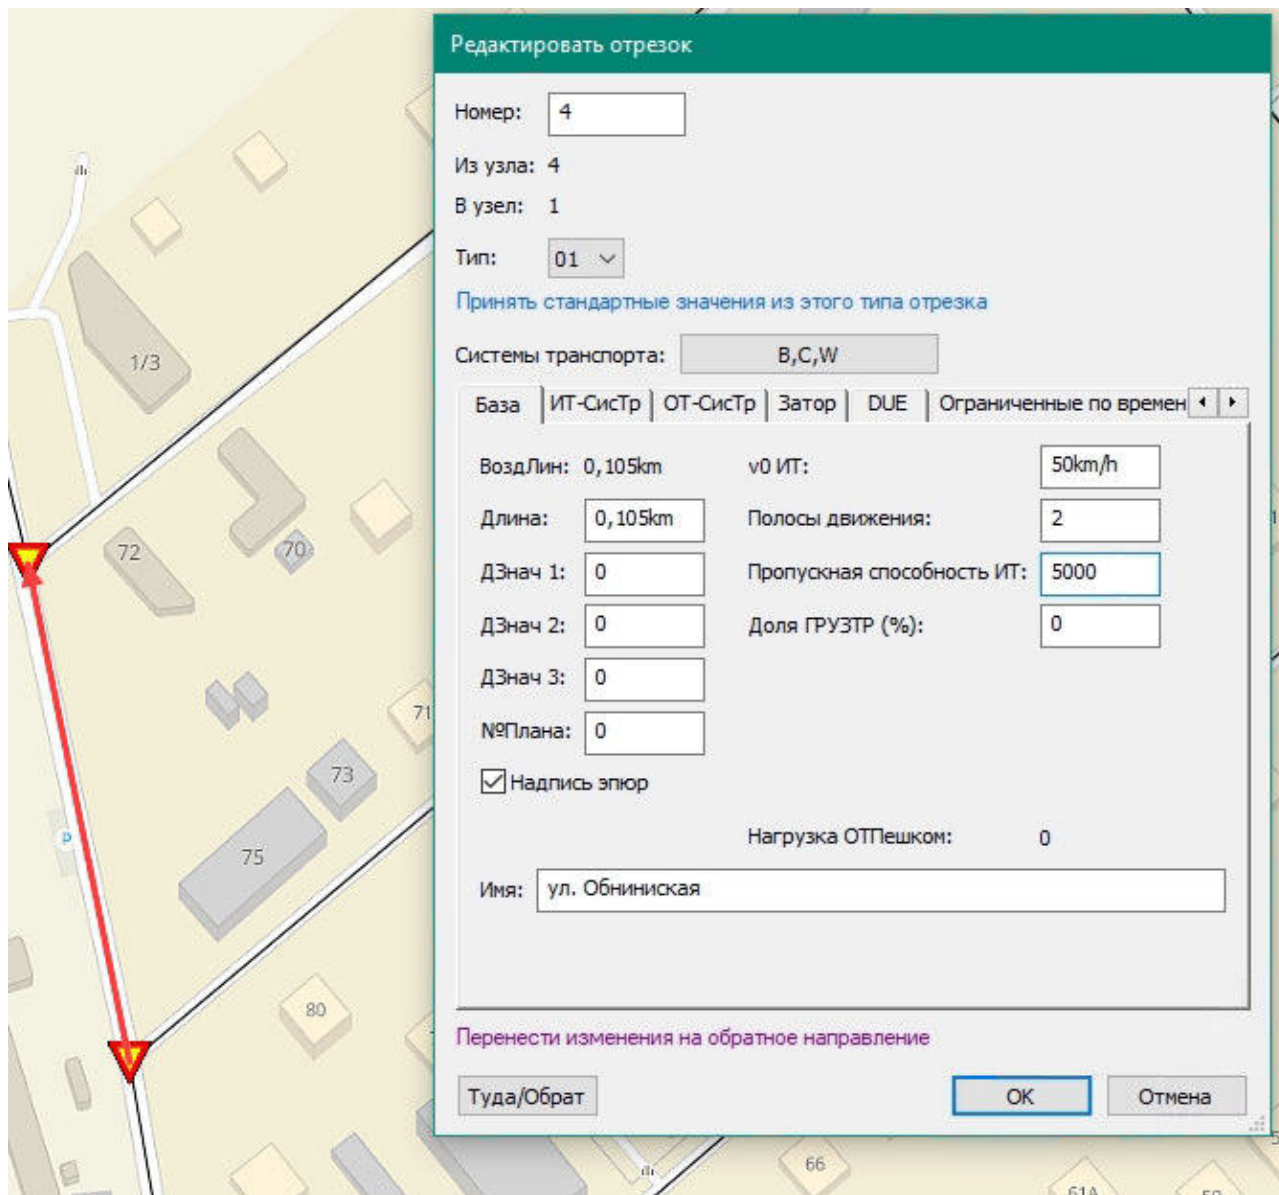 Редактировать отрезок
Номер: 4
Из узла: 4
В узел: 1
Тип: 01
Принять стандартные значения из этого типа отрезка
Системы транспорта: B,C,W
База ИТ-СисТр ОТ-СисТр Затор DUE Ограниченные по времен
ВоздЛин: 0,105km v0 ИТ: 50km/h
Длина: 0,105km Полосы движения: 2
ДЗнач 1: 0 Пропускная способность ИТ: 5000
ДЗнач 2: 0 Доля ГРУЗТР (%): 0
ДЗнач 3: 0
№Плана: 0
Надпись эпюр
Нагрузка ОТПешком: 0
Имя: ул. Обниниская
Перенести изменения на обратное направление
Туда/Обрат OK Отмена
1/3
72
70
71
73
75
P
80
66
61А